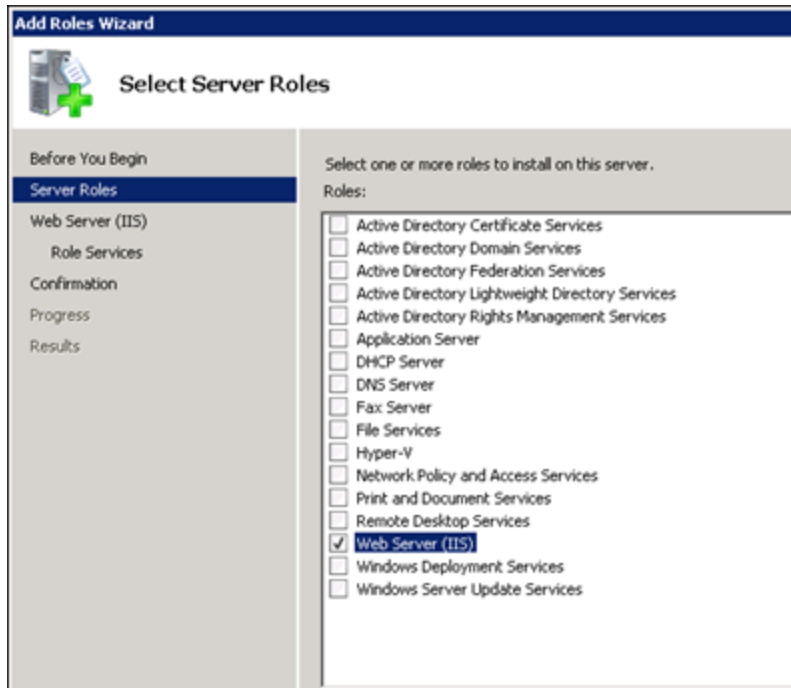 Add Roles Wizard
Select Server Roles
Before You Begin
Server Roles
Web Server (IIS)
Role Services
Confirmation
Progress
Results
Select one or more roles to install on this server.
Roles:
Active Directory Certificate Services
Active Directory Domain Services
Active Directory Federation Services
Active Directory Lightweight Directory Services
Active Directory Rights Management Services
Application Server
DHCP Server
DNS Server
Fax Server
File Services
Hyper-V
Network Policy and Access Services
Print and Document Services
Remote Desktop Services
Web Server (IIS)
Windows Deployment Services
Windows Server Update Services